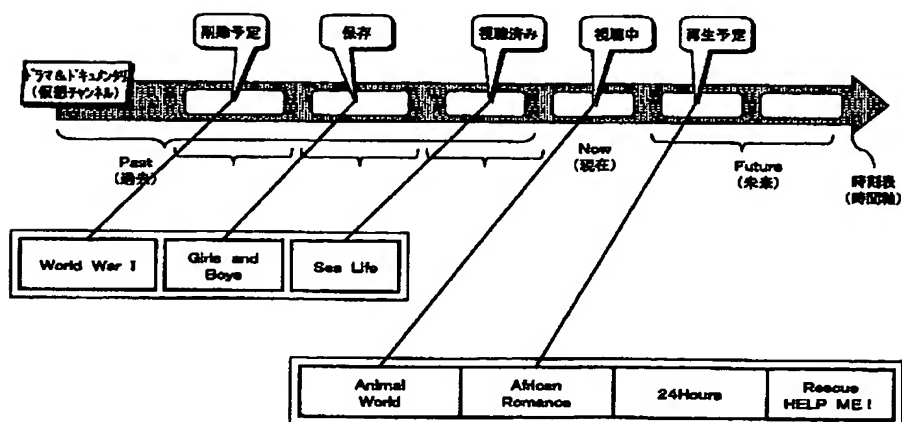 削除予定
保存
視聴済み
視聴中
再生予定
ドラマ&ドキュメンタリ
(仮想チャンネル)
Past
(過去)
Now
(現在)
Future
(未来)
時刻表
(時間軸)
World War I
Girls and
Boys
Sea Life
Animal
World
African
Romance
24Hours
Rescue
HELP ME!